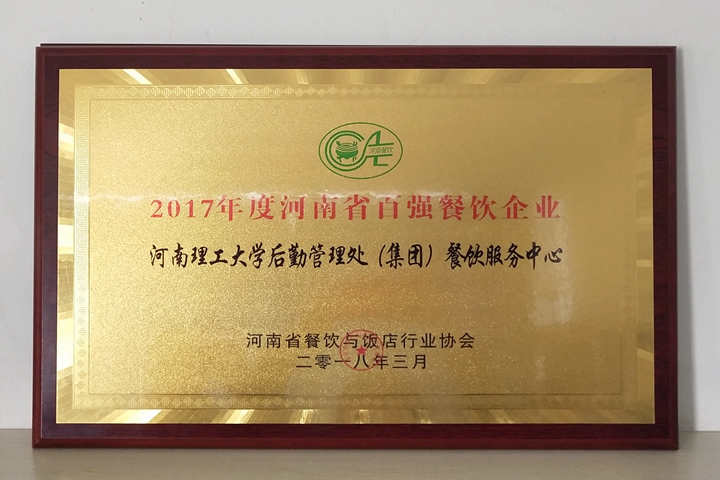 河南餐饮
2017年度河南省百强餐饮企业
河南理工大学后勤管理处（集团）餐饮服务中心
河南省餐饮与饭店行业协会
二零一八年三月